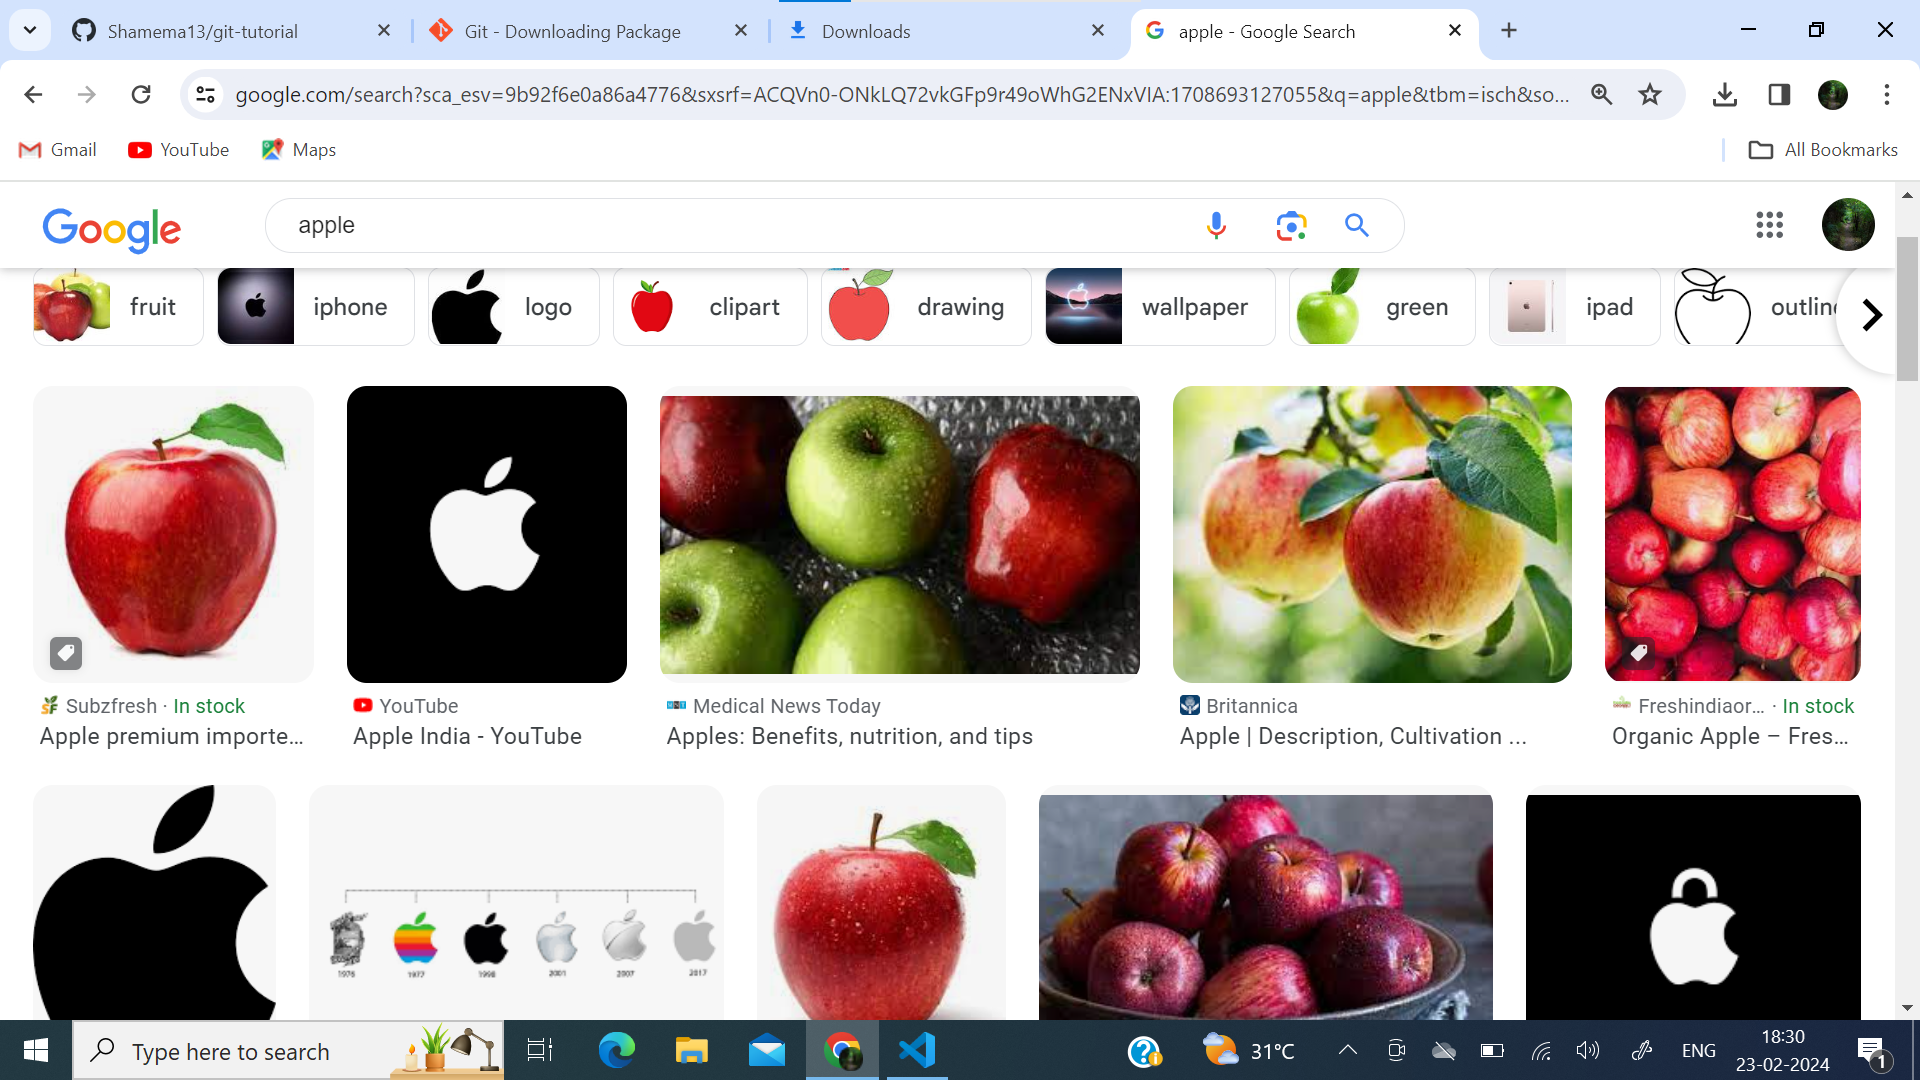 Shamema13/git-tutorial
Git - Downloading Package
Downloads
apple - Google Search
google.com/search?sca_esv=9b92f6e0a86a4776&sxsrf=ACQVn0-ONkLQ72vkGFp9r49oWhG2ENxVIA:1708693127055&q=apple&tbm=isch&so...
Gmail
YouTube
Maps
All Bookmarks
Google
apple
fruit
iphone
logo
clipart
drawing
wallpaper
green
ipad
outline
Subzfresh · In stock
Apple premium importe...
YouTube
Apple India - YouTube
Medical News Today
Apples: Benefits, nutrition, and tips
Britannica
Apple | Description, Cultivation ...
Freshindiaor... · In stock
Organic Apple – Fres...
1976
1977
1998
2001
2007
2017
Type here to search
31°C
ENG
18:30
23-02-2024
1